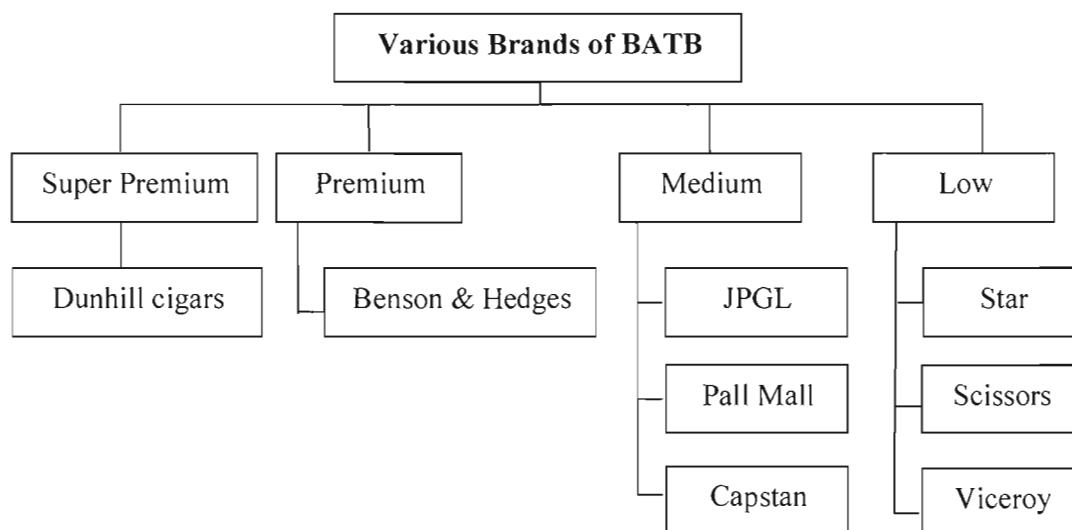 Various Brands of BATB
Super Premium
Premium
Medium
Low
Dunhill cigars
Benson & Hedges
JPGL
Star
Pall Mall
Scissors
Capstan
Viceroy